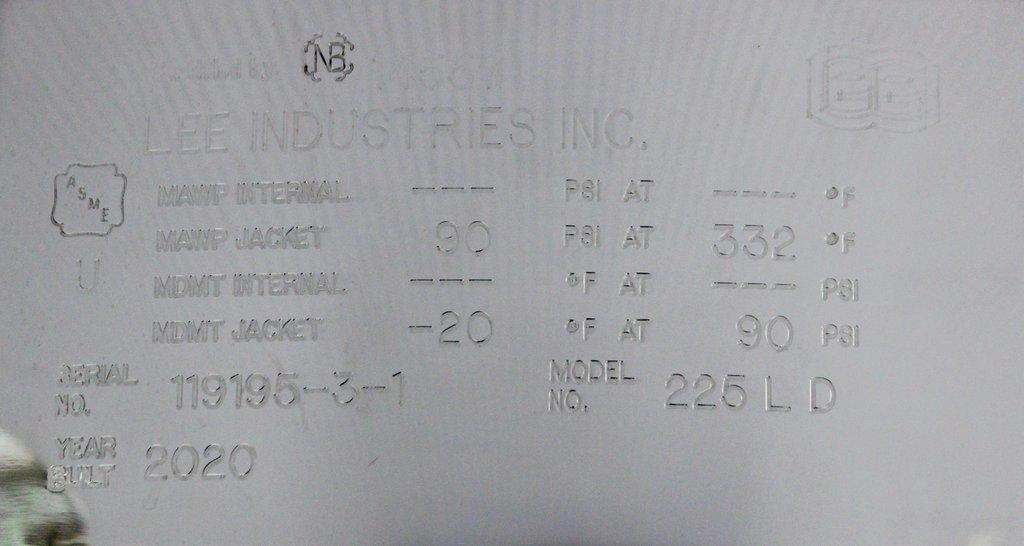 NB
LEE INDUSTRIES INC.
ASME
U
MAWP INTERNAL --- PSI AT ---- °F
MAWP JACKET 90 PSI AT 332 °F
MDMT INTERNAL --- °F AT --- PSI
MDMT JACKET -20 °F AT 90 PSI
SERIAL NO. 119195-3-1 MODEL NO. 225 L D
YEAR BUILT 2020